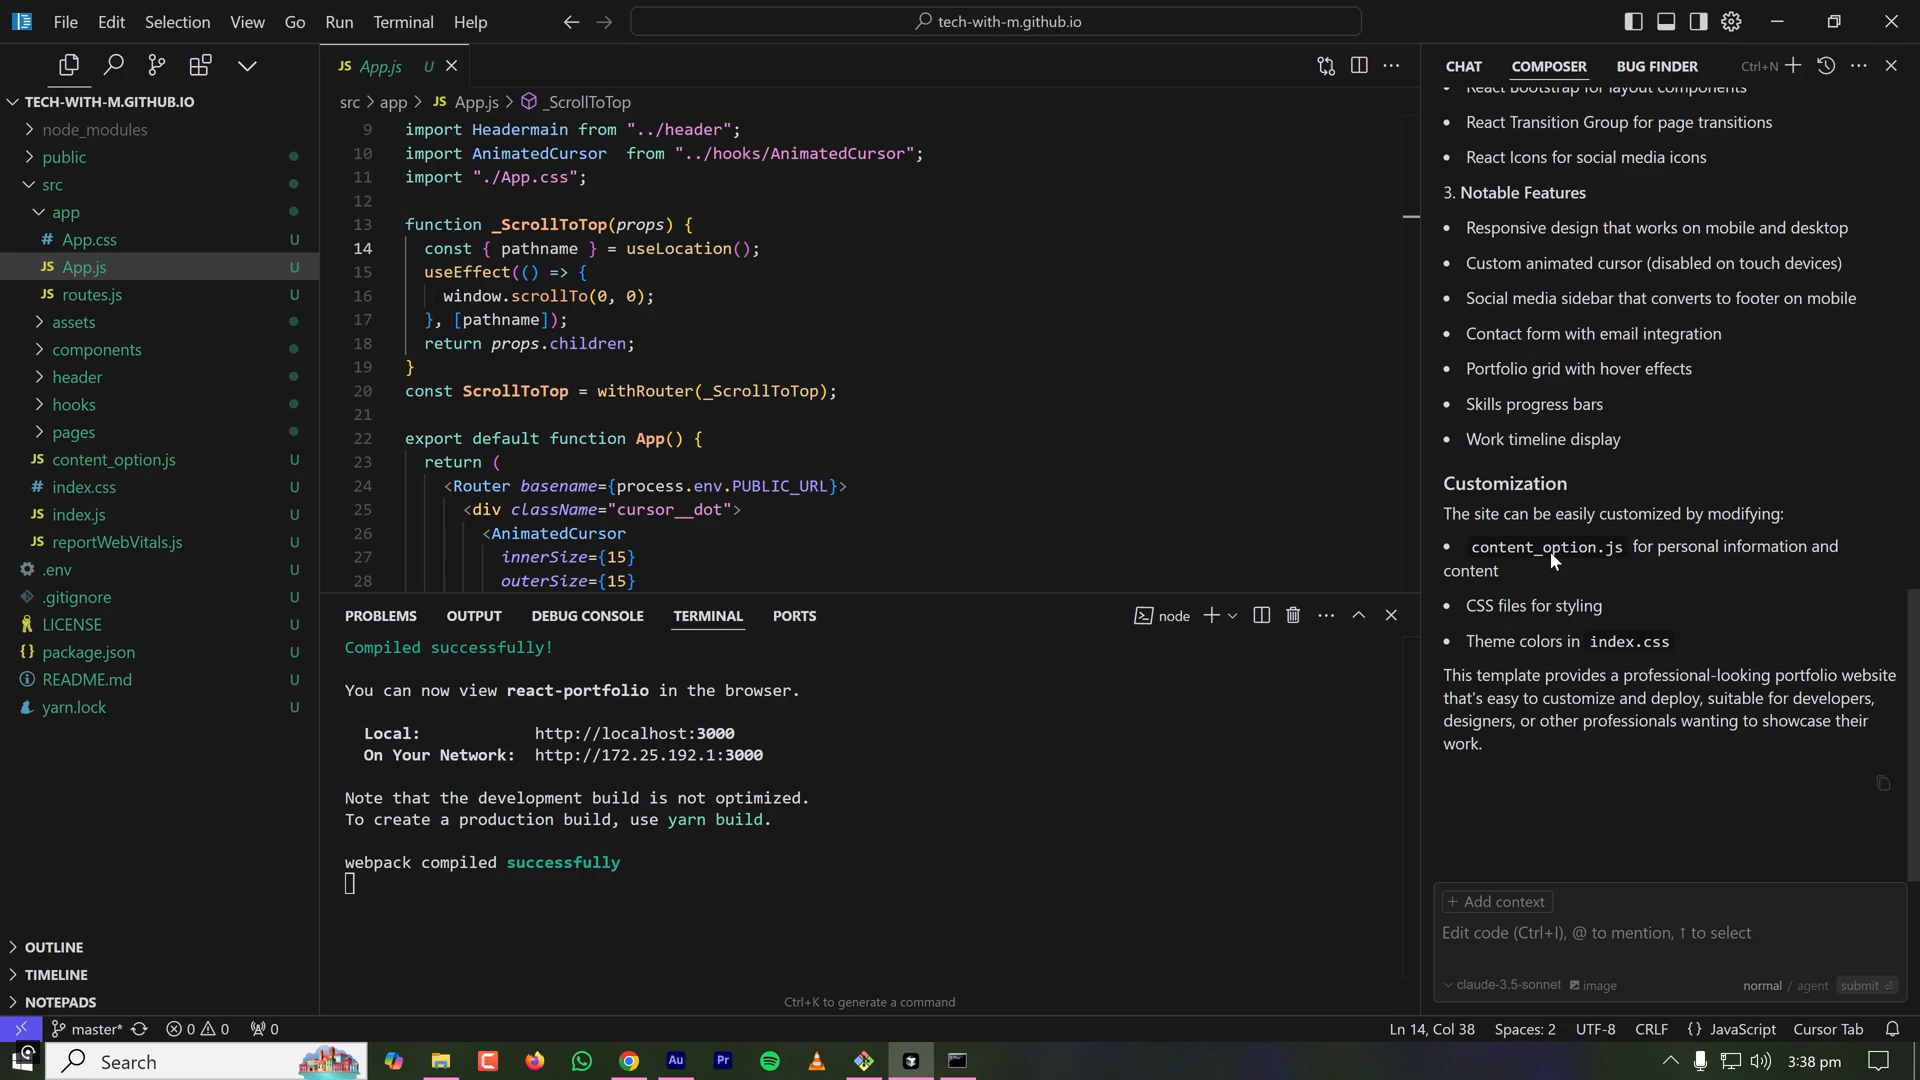 File Edit Selection View Go Run Terminal Help
tech-with-m.github.io
TECH-WITH-M.GITHUB.IO
node_modules
public
src
app
# App.css U
JS App.js U
JS routes.js U
assets
components
header
hooks
pages
JS content_option.js U
# index.css U
JS index.js U
JS reportWebVitals.js U
.env U
.gitignore U
LICENSE U
{} package.json U
README.md U
yarn.lock U
OUTLINE
TIMELINE
NOTEPADS
JS App.js U
src > app > JS App.js > _ScrollToTop
9 import Headermain from "../header";
10 import AnimatedCursor  from "../hooks/AnimatedCursor";
11 import "./App.css";
12
13 function _ScrollToTop(props) {
14 const { pathname } = useLocation();
15 useEffect(() => {
16 window.scrollTo(0, 0);
17 }, [pathname]);
18 return props.children;
19 }
20 const ScrollToTop = withRouter(_ScrollToTop);
21
22 export default function App() {
23 return (
24 <Router basename={process.env.PUBLIC_URL}>
25 <div className="cursor__dot">
26 <AnimatedCursor
27 innerSize={15}
28 outerSize={15}
PROBLEMS OUTPUT DEBUG CONSOLE TERMINAL PORTS
node
Compiled successfully!
You can now view react-portfolio in the browser.
Local: http://localhost:3000
On Your Network: http://172.25.192.1:3000
Note that the development build is not optimized.
To create a production build, use yarn build.
webpack compiled successfully
Ctrl+K to generate a command
CHAT COMPOSER BUG FINDER Ctrl+N
React Bootstrap for layout components
• React Transition Group for page transitions
• React Icons for social media icons
3. Notable Features
• Responsive design that works on mobile and desktop
• Custom animated cursor (disabled on touch devices)
• Social media sidebar that converts to footer on mobile
• Contact form with email integration
• Portfolio grid with hover effects
• Skills progress bars
• Work timeline display
Customization
The site can be easily customized by modifying:
• content_option.js for personal information and
content
• CSS files for styling
• Theme colors in index.css
This template provides a professional-looking portfolio website
that's easy to customize and deploy, suitable for developers,
designers, or other professionals wanting to showcase their
work.
+ Add context
Edit code (Ctrl+I), @ to mention, ↑ to select
claude-3.5-sonnet image normal / agent submit
master* 0 0 0 Ln 14, Col 38 Spaces: 2 UTF-8 CRLF {} JavaScript Cursor Tab
Search Au Pr 3:38 pm